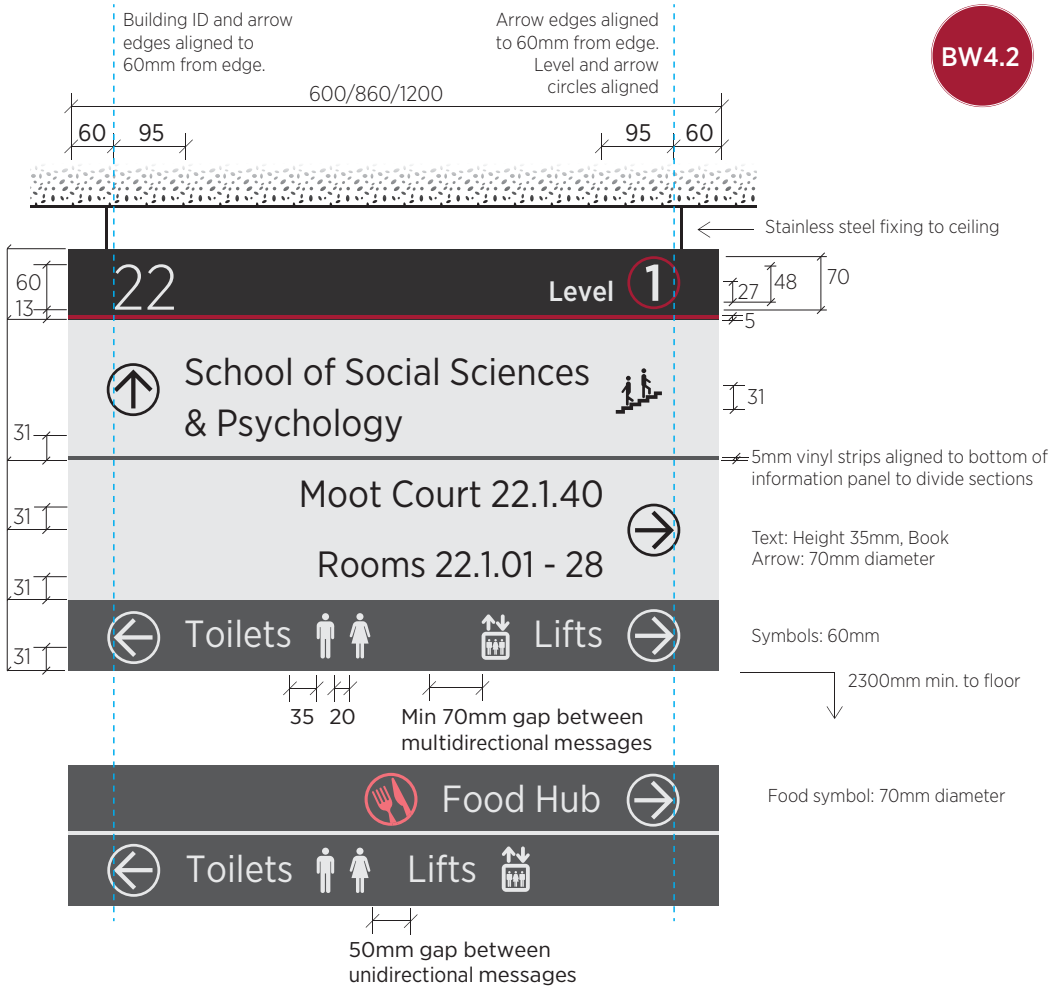 Building ID and arrow
edges aligned to
60mm from edge.
Arrow edges aligned
to 60mm from edge.
Level and arrow
circles aligned
BW4.2
600/860/1200
60
95
95
60
Stainless steel fixing to ceiling
60
13
22
Level 1
27
48
70
5
School of Social Sciences
& Psychology
31
31
5mm vinyl strips aligned to bottom of
information panel to divide sections
Moot Court 22.1.40
31
Rooms 22.1.01 - 28
31
Text: Height 35mm, Book
Arrow: 70mm diameter
Toilets
Lifts
31
Symbols: 60mm
2300mm min. to floor
35
20
Min 70mm gap between
multidirectional messages
Food Hub
Food symbol: 70mm diameter
Toilets
Lifts
50mm gap between
unidirectional messages